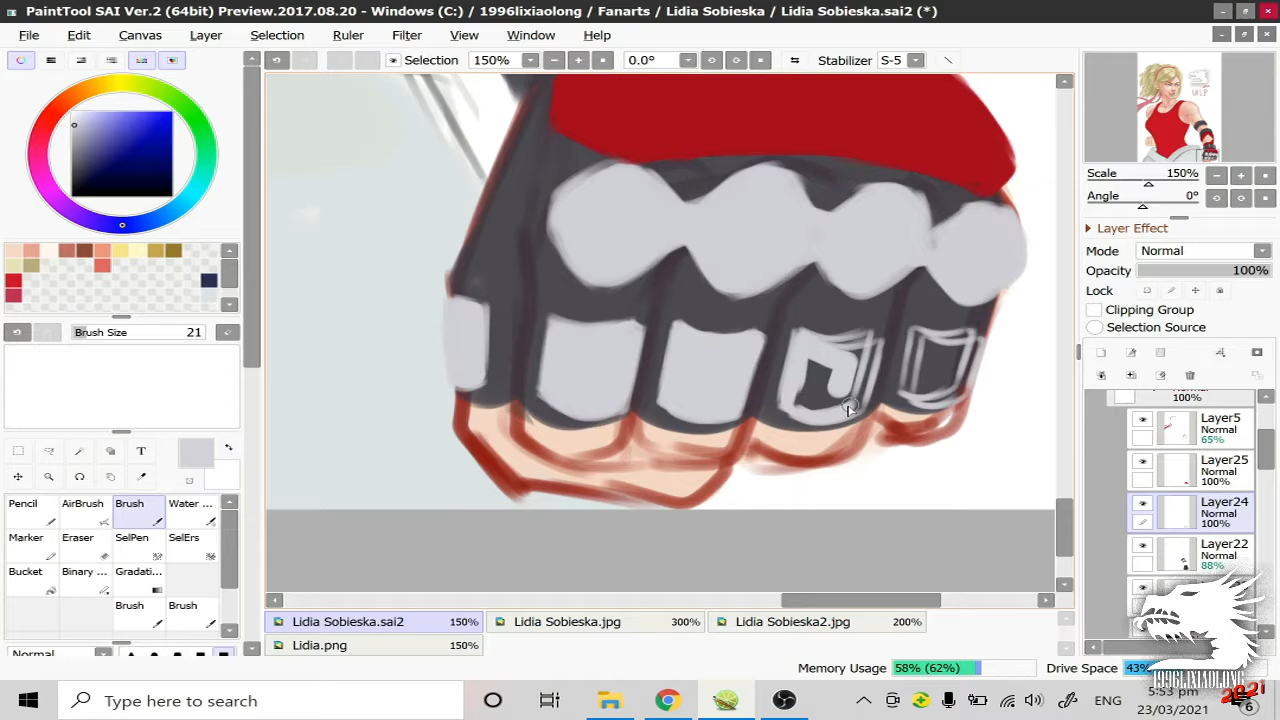 PaintTool SAI Ver.2 (64bit) Preview.2017.08.20 - Windows (C:) / 1996lixiaolong / Fanarts / Lidia Sobieska / Lidia Sobieska.sai2 (*)
File Edit Canvas Layer Selection Ruler Filter View Window Help
Selection 150% 0.0° Stabilizer S-5
WIP
Scale 150%
Angle 0°
Layer Effect
Mode Normal
Opacity 100%
Lock
Clipping Group
Selection Source
Brush Size 21
100%
Layer5
Normal
65%
Layer25
Normal
100%
Layer24
Normal
100%
Layer22
Normal
88%
T
Pencil AirBrush Brush Water ...
Marker Eraser SelPen SelErs
Bucket Binary ... Gradati...
Brush Brush
Normal
Lidia Sobieska.sai2 150% Lidia Sobieska.jpg 300% Lidia Sobieska2.jpg 200%
Lidia.png 150%
Memory Usage 58% (62%) Drive Space 43%
1996LIXIAOLONG
2021
Type here to search
ENG
5:53 pm
23/03/2021
6